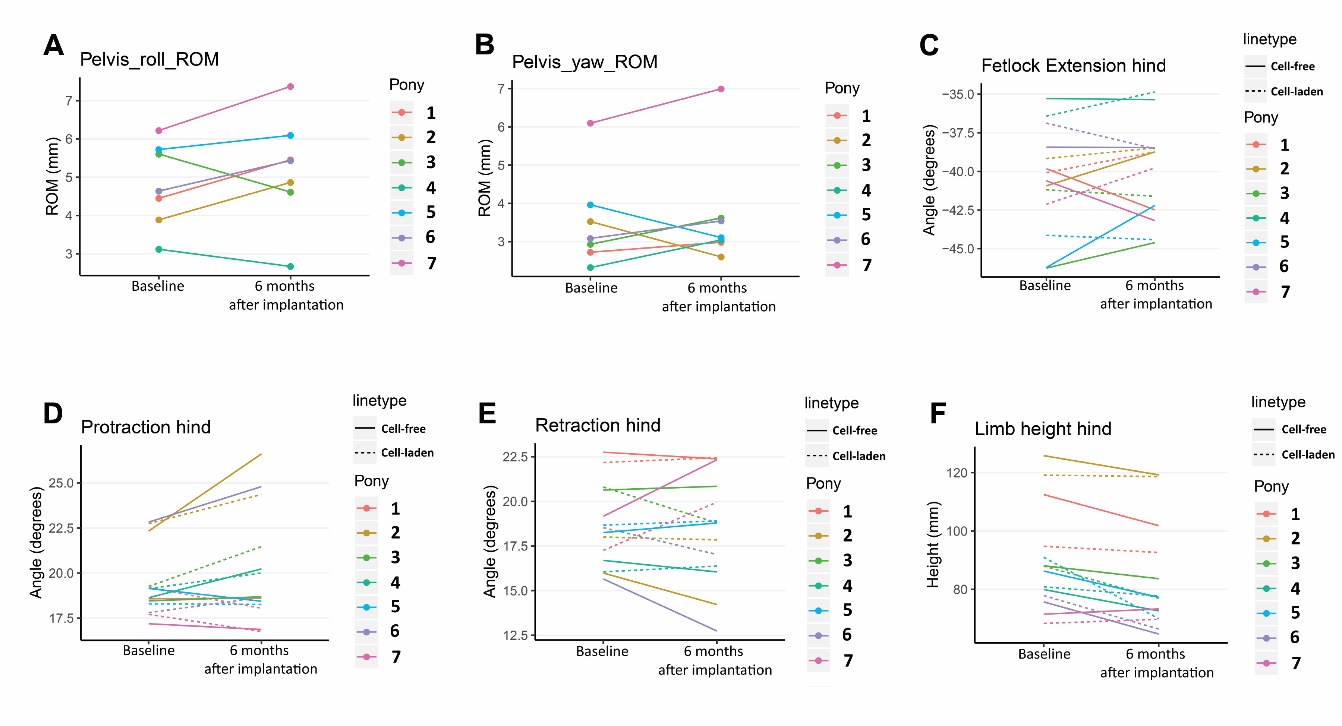 A
Pelvis_roll_ROM
ROM (mm)
7
6
5
4
3
Baseline
6 months
after implantation
Pony
1
2
3
4
5
6
7
B
Pelvis_yaw_ROM
ROM (mm)
7
6
5
4
3
Baseline
6 months
after implantation
Pony
1
2
3
4
5
6
7
C
Fetlock Extension hind
Angle (degrees)
−35.0
−37.5
−40.0
−42.5
−45.0
Baseline
6 months
after implantation
linetype
Cell-free
Cell-laden
Pony
1
2
3
4
5
6
7
D
Protraction hind
Angle (degrees)
25.0
22.5
20.0
17.5
Baseline
6 months
after implantation
linetype
Cell-free
Cell-laden
Pony
1
2
3
4
5
6
7
E
Retraction hind
Angle (degrees)
22.5
20.0
17.5
15.0
12.5
Baseline
6 months
after implantation
linetype
Cell-free
Cell-laden
Pony
1
2
3
4
5
6
7
F
Limb height hind
Height (mm)
120
100
80
Baseline
6 months
after implantation
linetype
Cell-free
Cell-laden
Pony
1
2
3
4
5
6
7